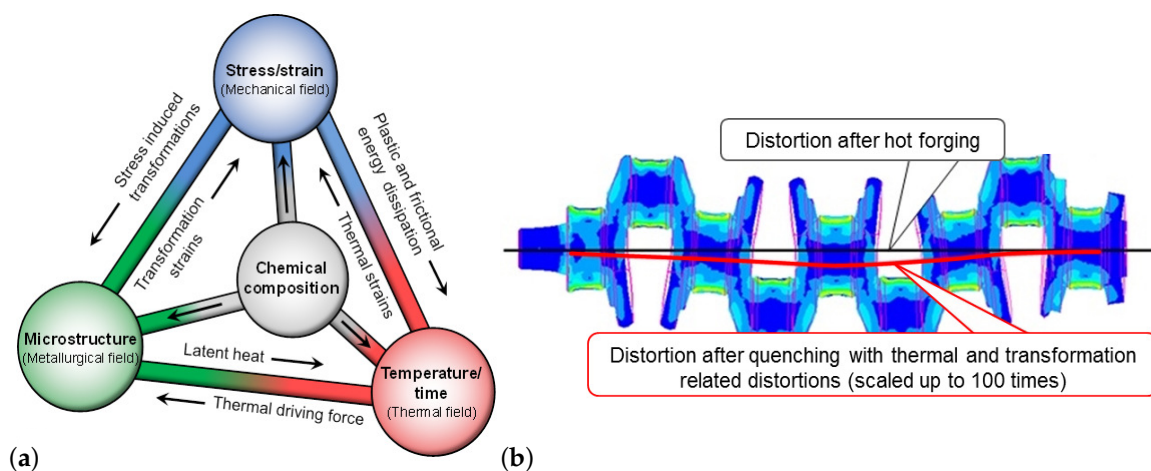 Stress/strain
(Mechanical field)
Stress induced
transformations
Transformation
strains
Plastic and frictional
energy dissipation
Thermal strains
Chemical
composition
Microstructure
(Metallurgical field)
Latent heat
Thermal driving force
Temperature/
time
(Thermal field)
(a)
Distortion after hot forging
Distortion after quenching with thermal and transformation
related distortions (scaled up to 100 times)
(b)